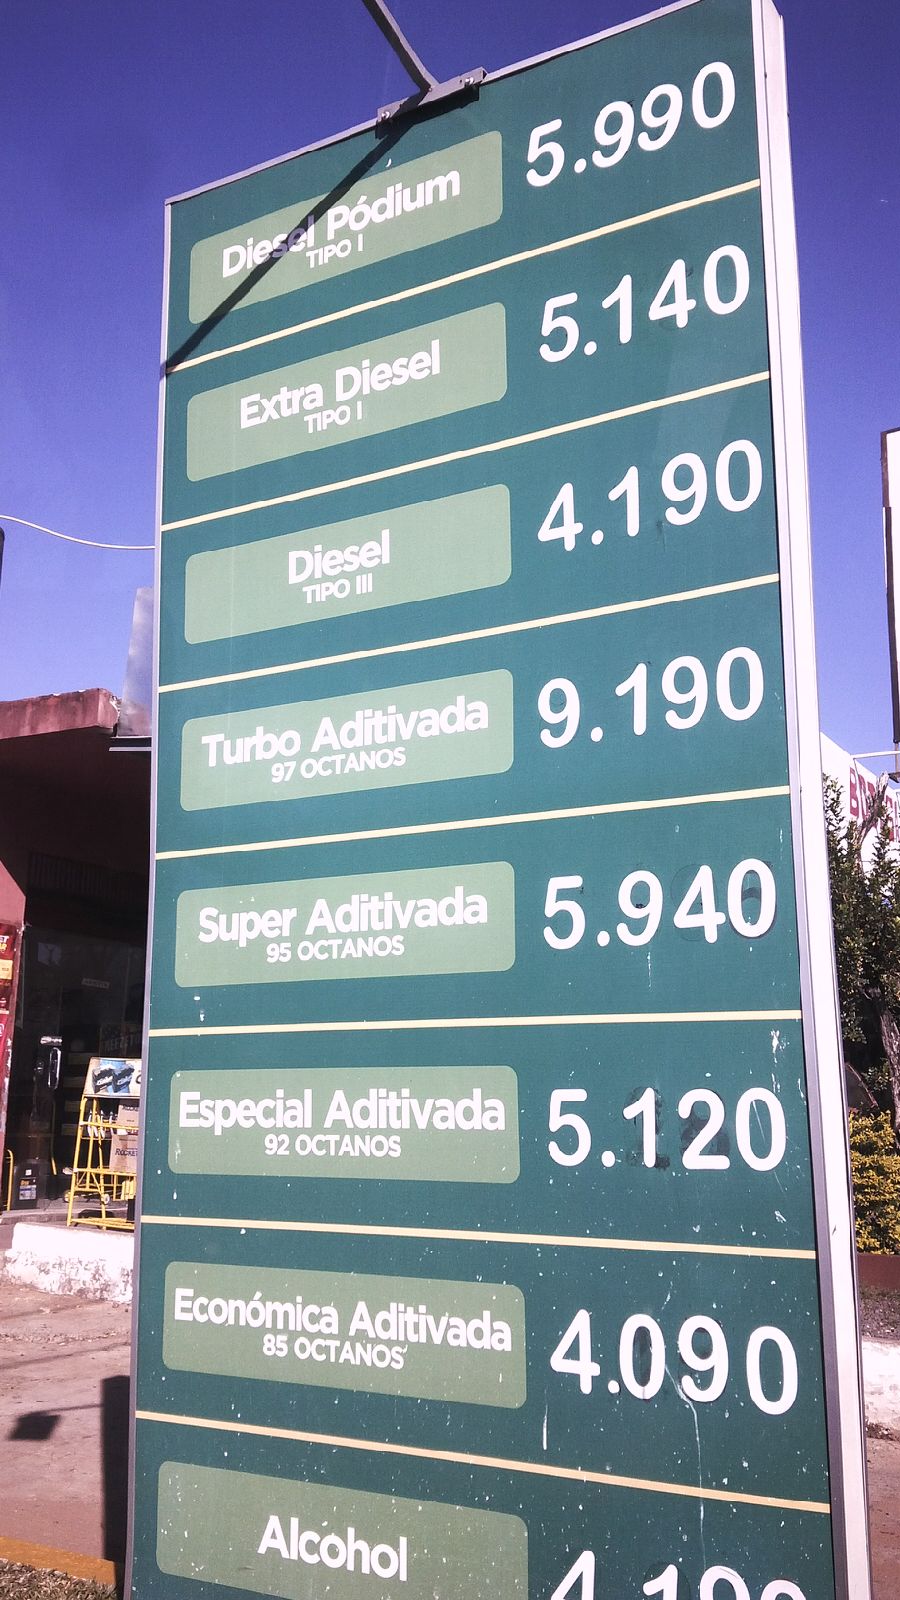 Diesel Pódium 5.990
TIPO I
Extra Diesel 5.140
TIPO I
Diesel 4.190
TIPO III
Turbo Aditivada 9.190
97 OCTANOS
Super Aditivada 5.940
95 OCTANOS
Especial Aditivada 5.120
92 OCTANOS
Económica Aditivada 4.090
85 OCTANOS
Alcohol 4.190